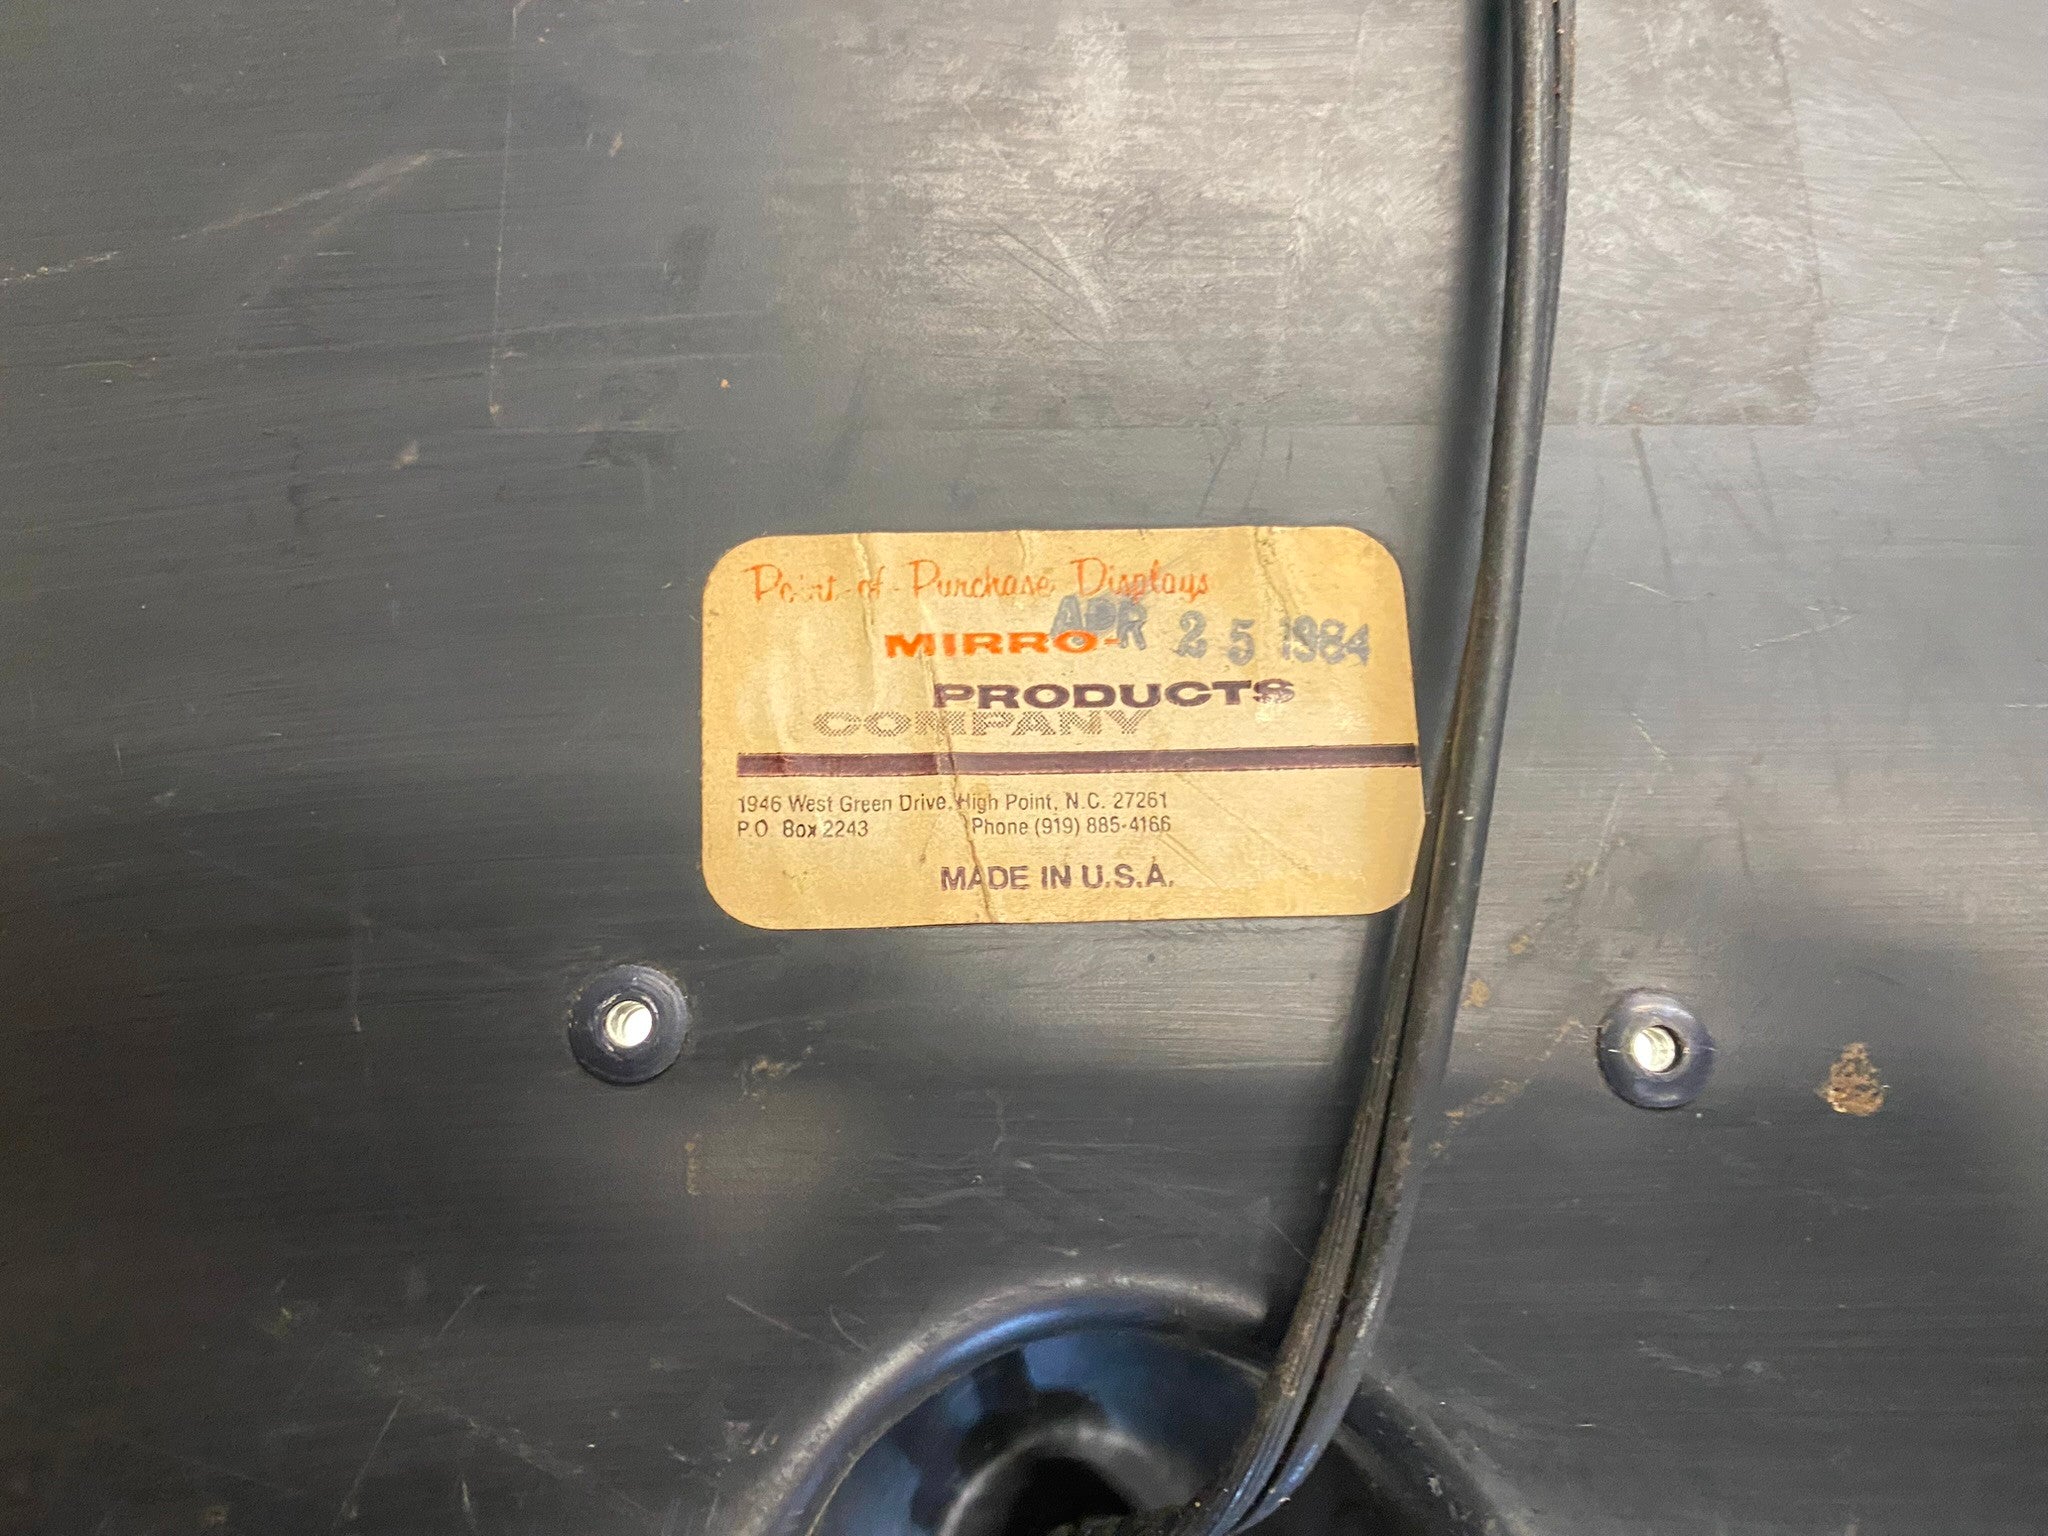 Point-of-Purchase Displays
MIRRO- APR 25 1984
PRODUCTS
COMPANY
1946 West Green Drive, High Point, N.C. 27261
P.O. Box 2243 Phone (919) 885-4166
MADE IN U.S.A.